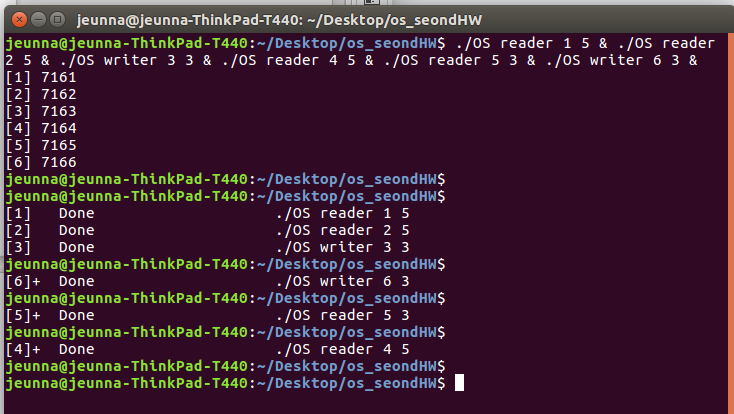 jeunna@jeunna-ThinkPad-T440: ~/Desktop/os_seondHW
jeunna@jeunna-ThinkPad-T440:~/Desktop/os_seondHW$ ./OS reader 1 5 & ./OS reader
2 5 & ./OS writer 3 3 & ./OS reader 4 5 & ./OS reader 5 3 & ./OS writer 6 3 &
[1] 7161
[2] 7162
[3] 7163
[4] 7164
[5] 7165
[6] 7166
jeunna@jeunna-ThinkPad-T440:~/Desktop/os_seondHW$
jeunna@jeunna-ThinkPad-T440:~/Desktop/os_seondHW$
[1]   Done                    ./OS reader 1 5
[2]   Done                    ./OS reader 2 5
[3]   Done                    ./OS writer 3 3
jeunna@jeunna-ThinkPad-T440:~/Desktop/os_seondHW$
[6]+  Done                    ./OS writer 6 3
jeunna@jeunna-ThinkPad-T440:~/Desktop/os_seondHW$
[5]+  Done                    ./OS reader 5 3
jeunna@jeunna-ThinkPad-T440:~/Desktop/os_seondHW$
[4]+  Done                    ./OS reader 4 5
jeunna@jeunna-ThinkPad-T440:~/Desktop/os_seondHW$
jeunna@jeunna-ThinkPad-T440:~/Desktop/os_seondHW$